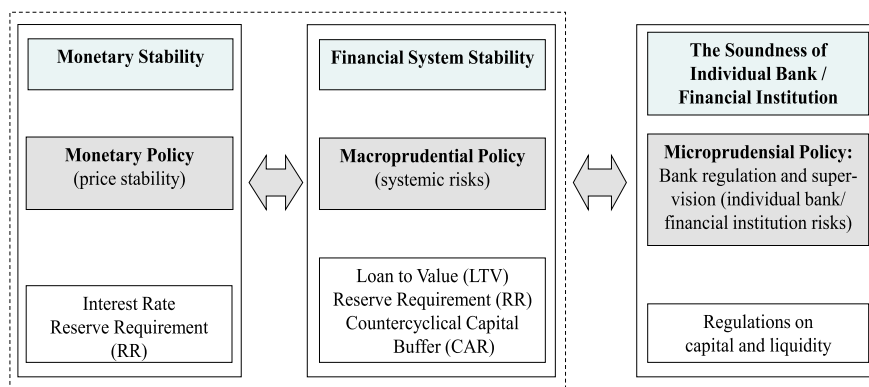 Monetary Stability
Monetary Policy
(price stability)
Interest Rate
Reserve Requirement
(RR)
Financial System Stability
Macroprudential Policy
(systemic risks)
Loan to Value (LTV)
Reserve Requirement (RR)
Countercyclical Capital
Buffer (CAR)
The Soundness of
Individual Bank /
Financial Institution
Microprudensial Policy:
Bank regulation and super-
vision (individual bank/
financial institution risks)
Regulations on
capital and liquidity